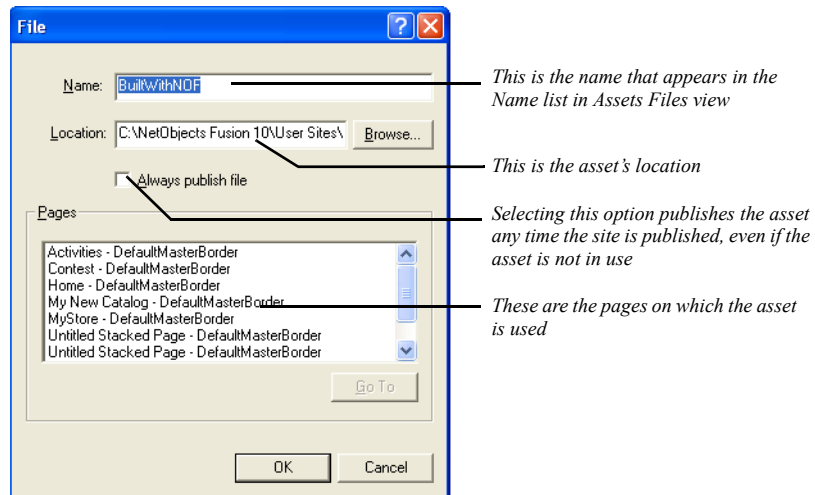 File
Name: BuiltWithNOF
This is the name that appears in the
Name list in Assets Files view
Location: C:\NetObjects Fusion 10\User Sites\ Browse...
This is the asset's location
Always publish file
Selecting this option publishes the asset
any time the site is published, even if the
asset is not in use
Pages
Activities - DefaultMasterBorder
Contest - DefaultMasterBorder
Home - DefaultMasterBorder
My New Catalog - DefaultMasterBorder
MyStore - DefaultMasterBorder
Untitled Stacked Page - DefaultMasterBorder
Untitled Stacked Page - DefaultMasterBorder
These are the pages on which the asset
is used
Go To
OK Cancel